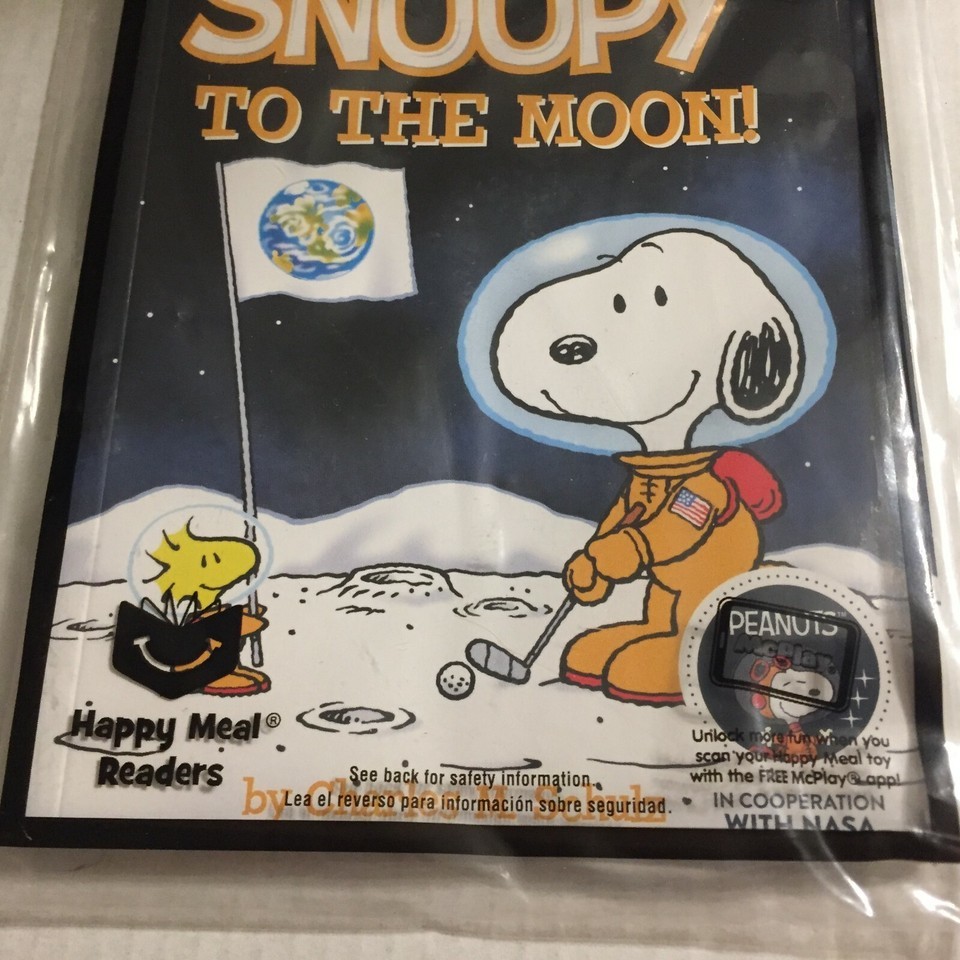 SNOOPY
TO THE MOON!
PEANUTS™
McPlay
Happy Meal®
Readers
Unlock more fun when you
scan your Happy Meal toy
with the FREE McPlay® app!
See back for safety information.
Lea el reverso para información sobre seguridad.
by Charles M. Schulz
IN COOPERATION
WITH NASA